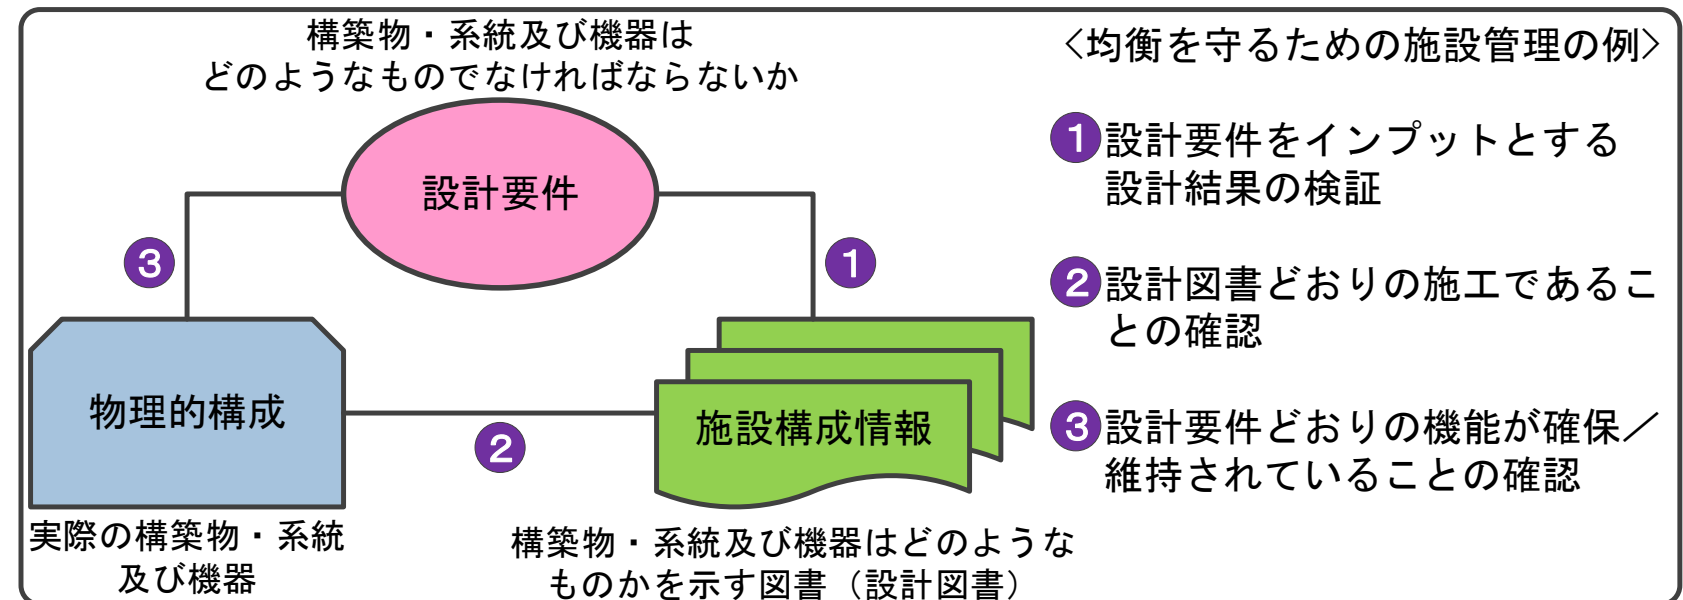 構築物・系統及び機器は
どのようなものでなければならないか
設計要件
③
①
物理的構成
②
施設構成情報
実際の構築物・系統
及び機器
構築物・系統及び機器はどのような
ものかを示す図書（設計図書）
〈均衡を守るための施設管理の例〉
①設計要件をインプットとする
設計結果の検証
②設計図書どおりの施工であるこ
との確認
③設計要件どおりの機能が確保／
維持されていることの確認